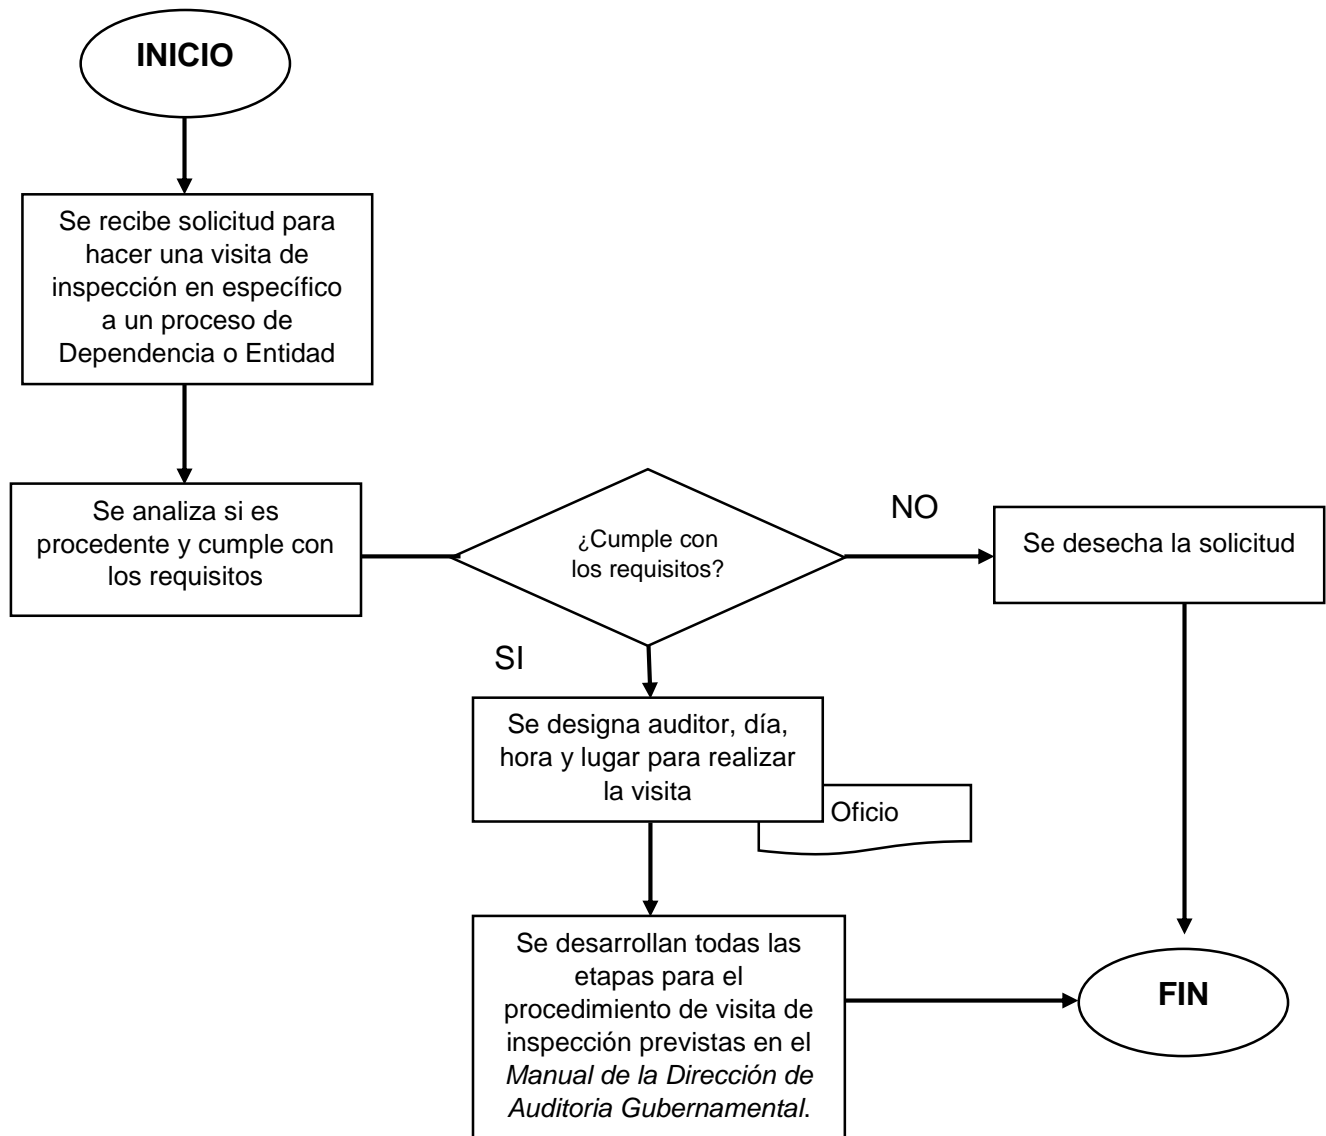 INICIO
Se recibe solicitud para
hacer una visita de
inspección en específico
a un proceso de
Dependencia o Entidad
Se analiza si es
procedente y cumple con
los requisitos
¿Cumple con
los requisitos?
NO
Se desecha la solicitud
SI
Se designa auditor, día,
hora y lugar para realizar
la visita
Oficio
Se desarrollan todas las
etapas para el
procedimiento de visita de
inspección previstas en el
Manual de la Dirección de
Auditoria Gubernamental.
FIN